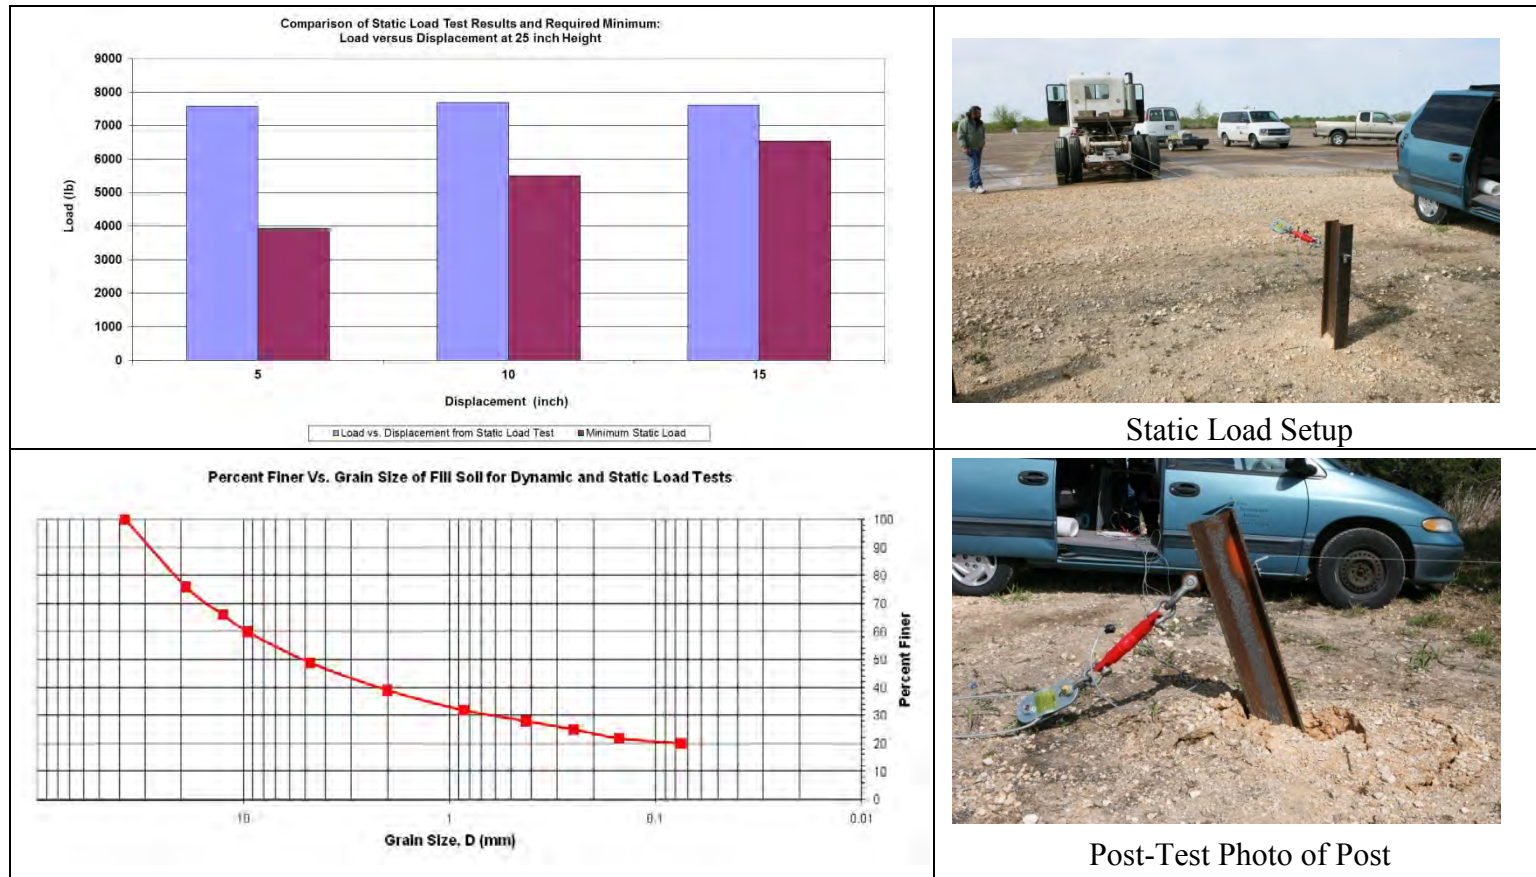 Comparison of Static Load Test Results and Required Minimum:
Load versus Displacement at 25 inch Height
9000
8000
7000
6000
5000
4000
3000
2000
1000
0
Load (lb)
5
10
15
Displacement (inch)
Load vs. Displacement from Static Load Test
Minimum Static Load
Static Load Setup
Percent Finer Vs. Grain Size of Fill Soil for Dynamic and Static Load Tests
100
90
80
70
60
50
40
30
20
10
0
Percent Finer
10
1
0.1
0.01
Grain Size, D (mm)
Post-Test Photo of Post